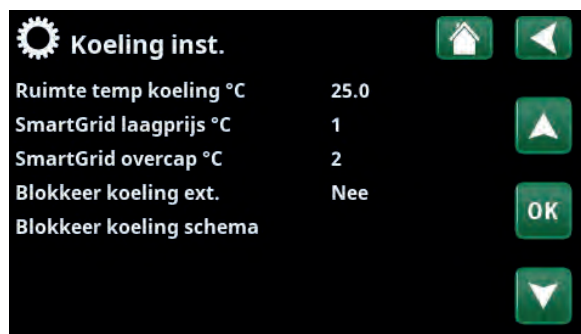 Koeling inst.
Ruimte temp koeling °C 25.0
SmartGrid laagprijs °C 1
SmartGrid overcap °C 2
Blokkeer koeling ext. Nee
OK
Blokkeer koeling schema